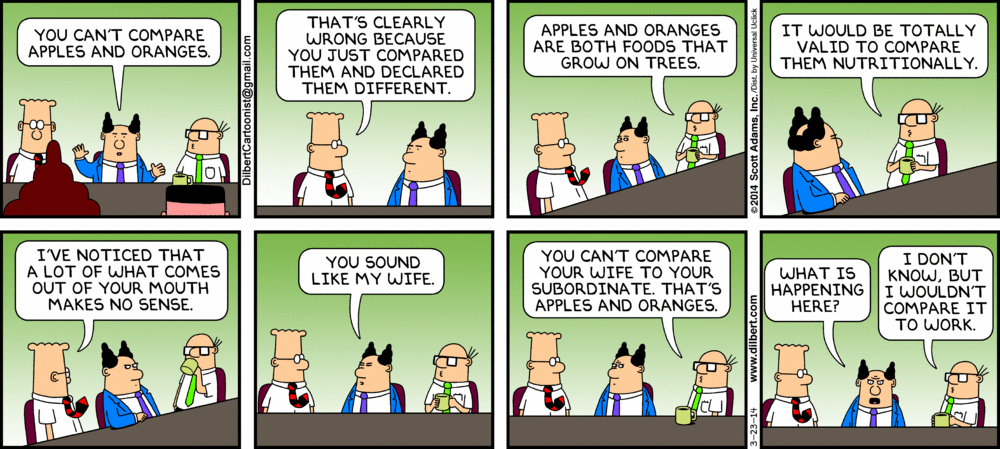 YOU CAN'T COMPARE
APPLES AND ORANGES.
DilbertCartoonist@gmail.com
THAT'S CLEARLY
WRONG BECAUSE
YOU JUST COMPARED
THEM AND DECLARED
THEM DIFFERENT.
APPLES AND ORANGES
ARE BOTH FOODS THAT
GROW ON TREES.
©2014 Scott Adams, Inc. /Dist. by Universal Uclick
IT WOULD BE TOTALLY
VALID TO COMPARE
THEM NUTRITIONALLY.
I'VE NOTICED THAT
A LOT OF WHAT COMES
OUT OF YOUR MOUTH
MAKES NO SENSE.
YOU SOUND
LIKE MY WIFE.
YOU CAN'T COMPARE
YOUR WIFE TO YOUR
SUBORDINATE. THAT'S
APPLES AND ORANGES.
3-23-14 www.dilbert.com
WHAT IS
HAPPENING
HERE?
I DON'T
KNOW, BUT
I WOULDN'T
COMPARE IT
TO WORK.